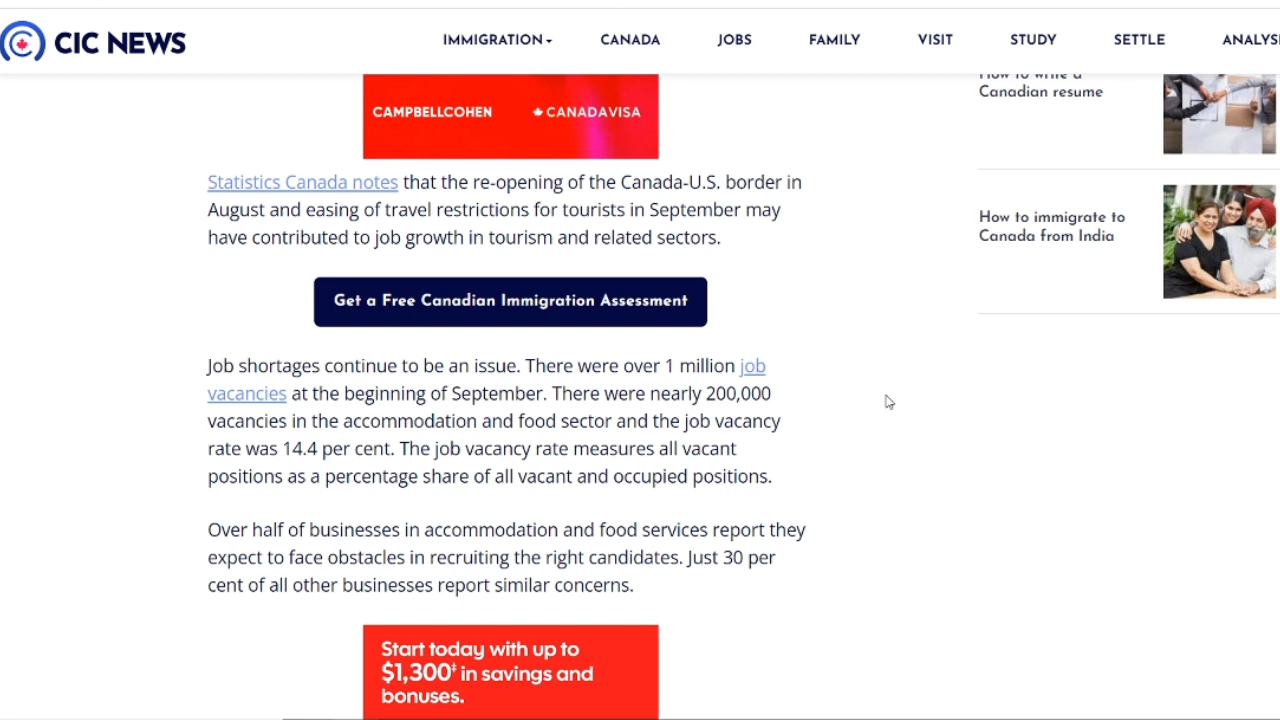 CIC NEWS
IMMIGRATION
CANADA
JOBS
FAMILY
VISIT
STUDY
SETTLE
CAMPBELLCOHEN
CANADAVISA
Statistics Canada notes that the re-opening of the Canada-U.S. border in
August and easing of travel restrictions for tourists in September may
have contributed to job growth in tourism and related sectors.
Get a Free Canadian Immigration Assessment
Job shortages continue to be an issue. There were over 1 million job
vacancies at the beginning of September. There were nearly 200,000
vacancies in the accommodation and food sector and the job vacancy
rate was 14.4 per cent. The job vacancy rate measures all vacant
positions as a percentage share of all vacant and occupied positions.
Over half of businesses in accommodation and food services report they
expect to face obstacles in recruiting the right candidates. Just 30 per
cent of all other businesses report similar concerns.
Start today with up to
$1,300‡ in savings and
bonuses.
How to write a
Canadian resume
How to immigrate to
Canada from India